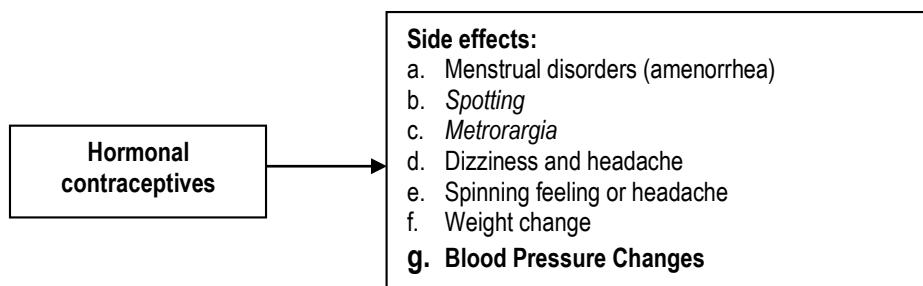 Hormonal
contraceptives
Side effects:
a. Menstrual disorders (amenorrhea)
b. Spotting
c. Metrorargia
d. Dizziness and headache
e. Spinning feeling or headache
f. Weight change
g. Blood Pressure Changes